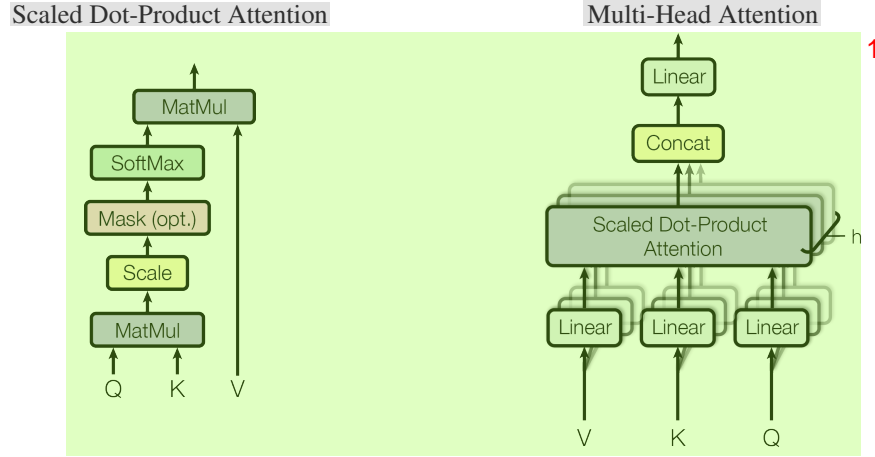 Scaled Dot-Product Attention
MatMul
SoftMax
Mask (opt.)
Scale
MatMul
Q K V
Multi-Head Attention
1
Linear
Concat
Scaled Dot-Product
Attention
h
Linear Linear Linear
V K Q